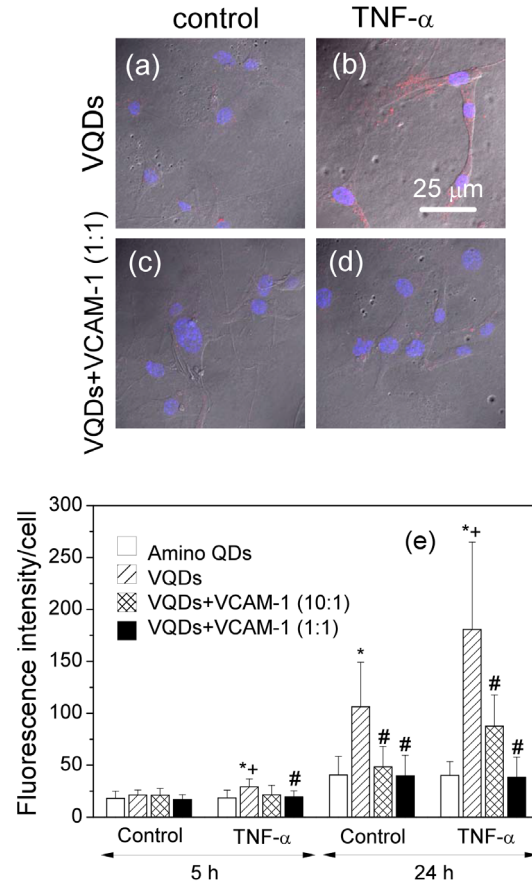 control TNF-α
VQDs
(a) (b)
25 μm
VQDs+VCAM-1 (1:1)
(c) (d)
Fluorescence intensity/cell
300
250
200
150
100
50
0
(e)
Amino QDs
VQDs
VQDs+VCAM-1 (10:1)
VQDs+VCAM-1 (1:1)
*+
#
*
# #
*+
#
#
Control TNF-α Control TNF-α
5 h 24 h